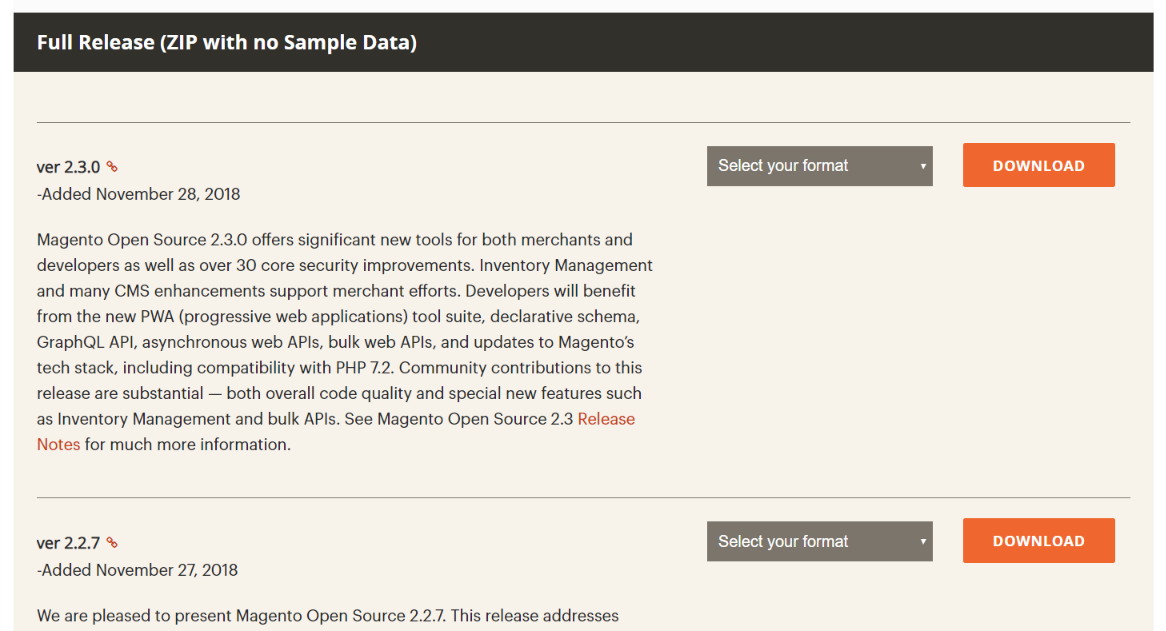 Full Release (ZIP with no Sample Data)
ver 2.3.0
Select your format
DOWNLOAD
-Added November 28, 2018
Magento Open Source 2.3.0 offers significant new tools for both merchants and
developers as well as over 30 core security improvements. Inventory Management
and many CMS enhancements support merchant efforts. Developers will benefit
from the new PWA (progressive web applications) tool suite, declarative schema,
GraphQL API, asynchronous web APIs, bulk web APIs, and updates to Magento's
tech stack, including compatibility with PHP 7.2. Community contributions to this
release are substantial — both overall code quality and special new features such
as Inventory Management and bulk APIs. See Magento Open Source 2.3 Release
Notes for much more information.
ver 2.2.7
Select your format
DOWNLOAD
-Added November 27, 2018
We are pleased to present Magento Open Source 2.2.7. This release addresses